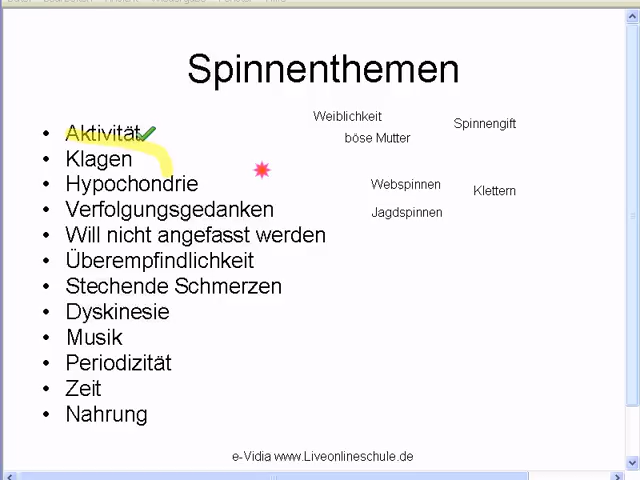 Spinnenthemen
Aktivität
Klagen
Hypochondrie
Verfolgungsgedanken
Will nicht angefasst werden
Überempfindlichkeit
Stechende Schmerzen
Dyskinesie
Musik
Periodizität
Zeit
Nahrung
Weiblichkeit
böse Mutter
Spinnengift
Webspinnen
Klettern
Jagdspinnen
e-Vidia www.Liveonlineschule.de